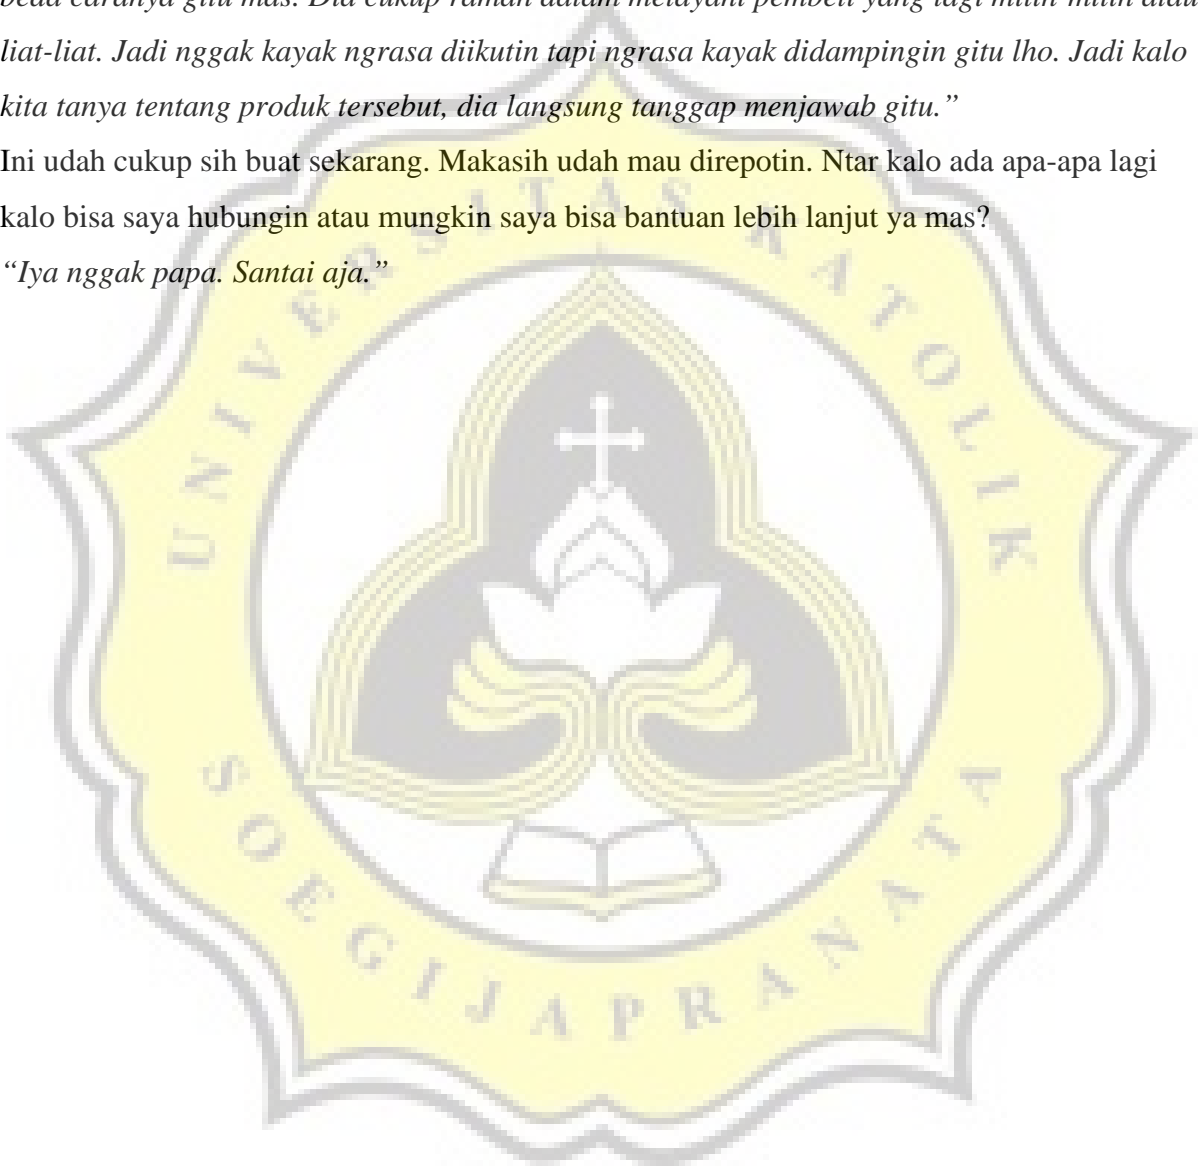 beda caranya gitu mas. Dia cukup ramah dalam melayani pembeli yang lagi milih-milih atau
liat-liat. Jadi nggak kayak ngrasa diikutin tapi ngrasa kayak didampingin gitu lho. Jadi kalo
kita tanya tentang produk tersebut, dia langsung tanggap menjawab gitu.”
Ini udah cukup sih buat sekarang. Makasih udah mau direpotin. Ntar kalo ada apa-apa lagi
kalo bisa saya hubungin atau mungkin saya bisa bantuan lebih lanjut ya mas?
“Iya nggak papa. Santai aja.”
UNIVERSITAS KATOLIK
SOEGIJAPRANATA